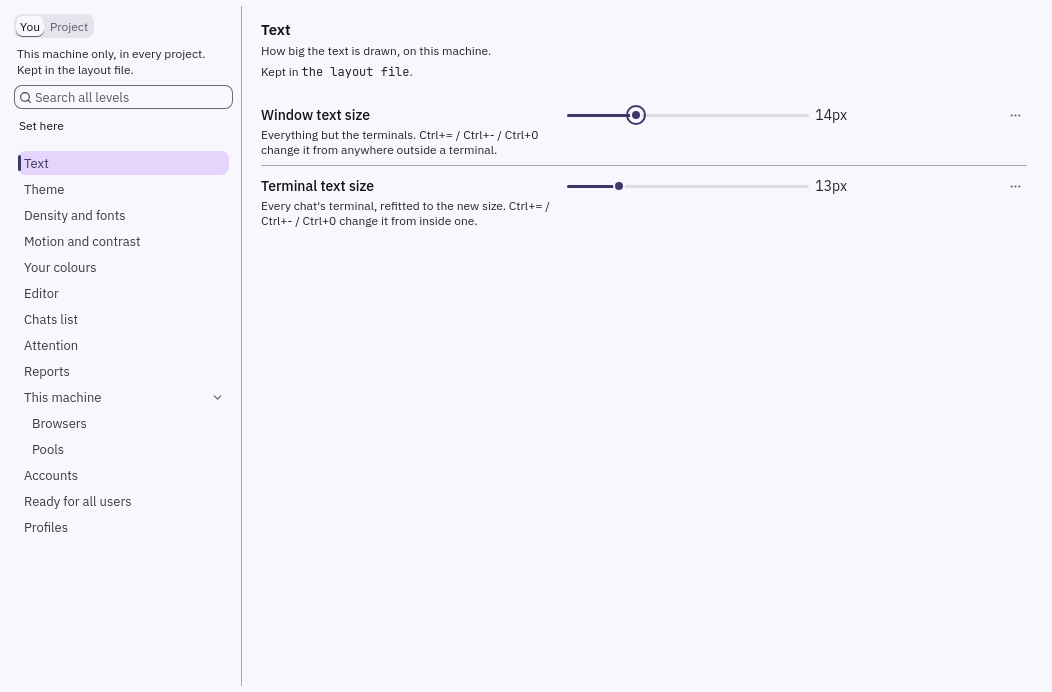 You Project
This machine only, in every project.
Kept in the layout file.
Search all levels
Set here
Text
Theme
Density and fonts
Motion and contrast
Your colours
Editor
Chats list
Attention
Reports
This machine
Browsers
Pools
Accounts
Ready for all users
Profiles
Text
How big the text is drawn, on this machine.
Kept in the layout file.
Window text size
14px
Everything but the terminals. Ctrl+= / Ctrl+- / Ctrl+0
change it from anywhere outside a terminal.
Terminal text size
13px
Every chat's terminal, refitted to the new size. Ctrl+= /
Ctrl+- / Ctrl+0 change it from inside one.